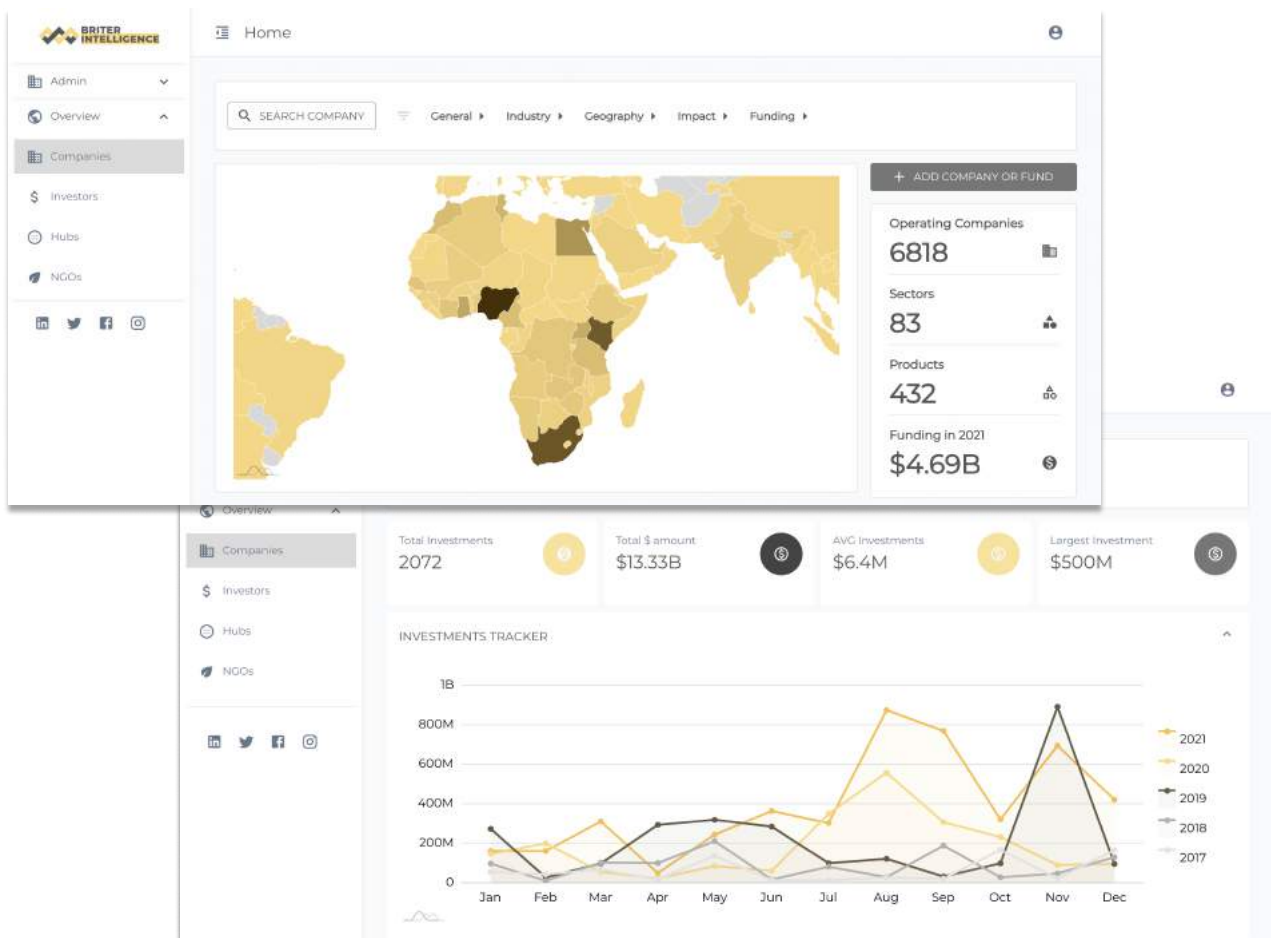 BRITER
INTELLIGENCE
Home
Admin
Overview
Companies
$ Investors
Hubs
NGOs
SEARCH COMPANY
General
Industry
Geography
Impact
Funding
+ ADD COMPANY OR FUND
Operating Companies
6818
Sectors
83
Products
432
Funding in 2021
$4.69B
Overview
Companies
$ Investors
Hubs
NGOs
Total Investments
2072
Total $ amount
$13.33B
AVG Investments
$6.4M
Largest Investment
$500M
INVESTMENTS TRACKER
1B
800M
600M
400M
200M
0
Jan Feb Mar Apr May Jun Jul Aug Sep Oct Nov Dec
2021
2020
2019
2018
2017